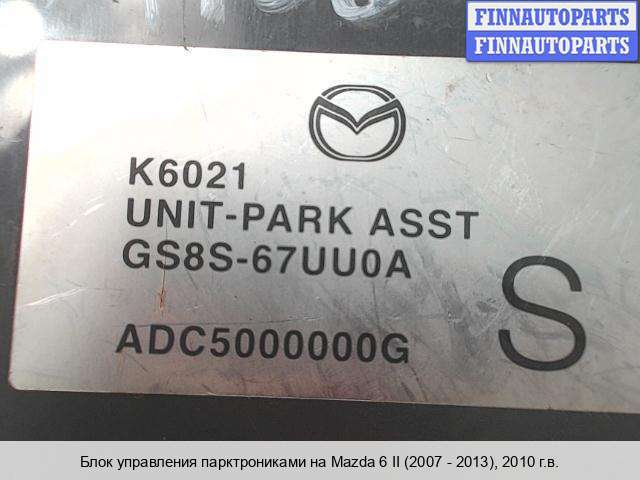 FINNAUTOPARTS
FINNAUTOPARTS
K6021
UNIT-PARK ASST
GS8S-67UU0A
ADC5000000G
S
Блок управления парктрониками на Mazda 6 II (2007 - 2013), 2010 г.в.